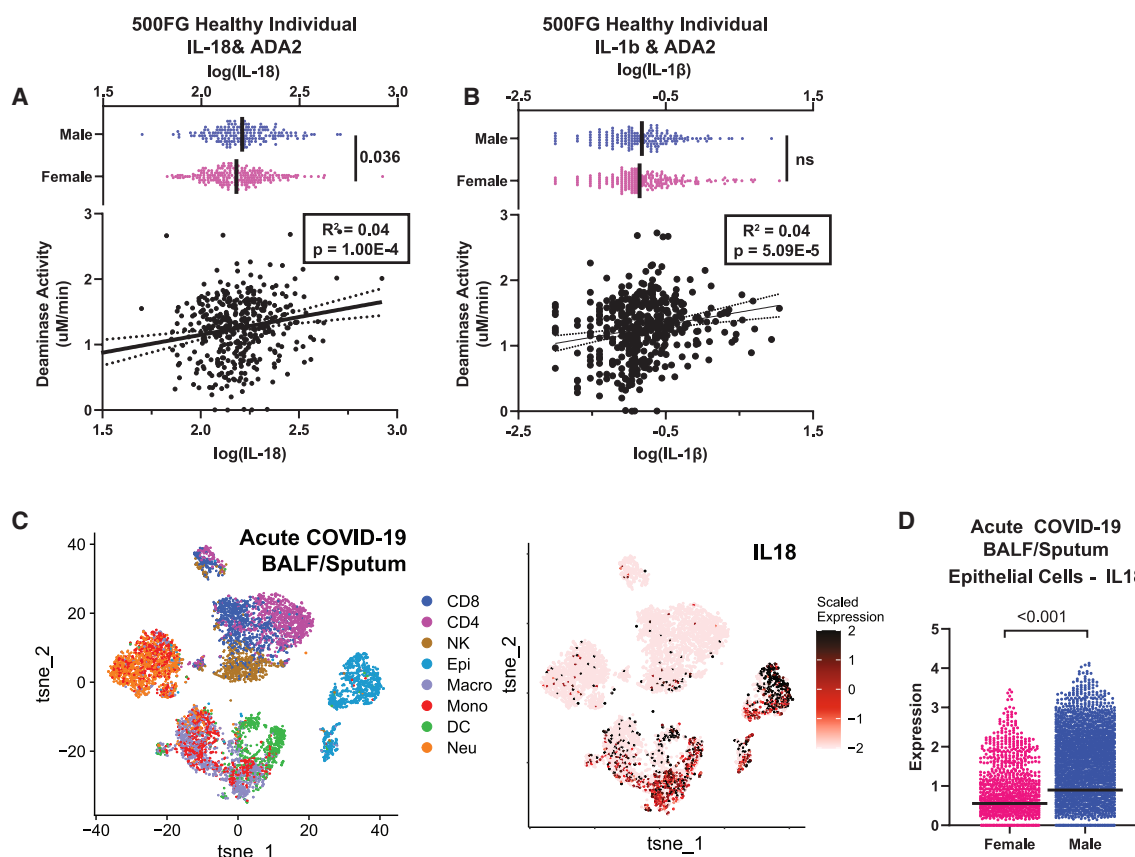 500FG Healthy Individual
IL-18& ADA2
log(IL-18)
A
1.5 2.0 2.5 3.0
Male
Female
0.036
3
2
1
0
Deaminase Activity
(uM/min)
R² = 0.04
p = 1.00E-4
1.5 2.0 2.5 3.0
log(IL-18)
500FG Healthy Individual
IL-1b & ADA2
log(IL-1β)
B
-2.5 -0.5 1.5
Male
Female
ns
3
2
1
0
Deaminase Activity
(uM/min)
R² = 0.04
p = 5.09E-5
-2.5 -0.5 1.5
log(IL-1β)
C
Acute COVID-19
BALF/Sputum
40
20
0
−20
tsne_2
−40 −20 0 20 40
tsne_1
CD8
CD4
NK
Epi
Macro
Mono
DC
Neu
IL18
tsne_2
tsne_1
Scaled
Expression
2
1
0
−1
−2
D
Acute COVID-19
BALF/Sputum
Epithelial Cells - IL18
<0.001
5
4
3
2
1
0
Expression
Female Male